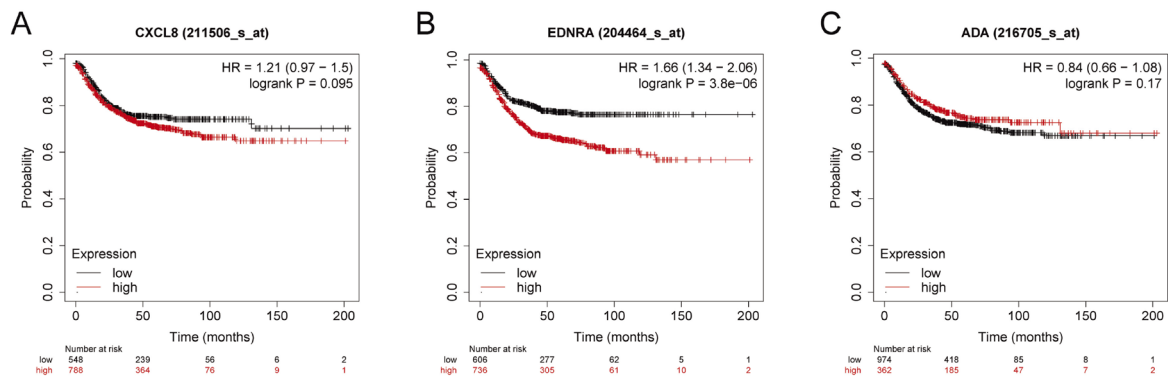 A
CXCL8 (211506_s_at)
HR = 1.21 (0.97 − 1.5)
logrank P = 0.095
Probability
1.0
0.8
0.6
0.4
0.2
0.0
Expression
low
high
0 50 100 150 200
Time (months)
Number at risk
low 548 239 56 6 2
high 788 364 76 9 1
B
EDNRA (204464_s_at)
HR = 1.66 (1.34 − 2.06)
logrank P = 3.8e−06
Probability
1.0
0.8
0.6
0.4
0.2
0.0
Expression
low
high
0 50 100 150 200
Time (months)
Number at risk
low 606 277 62 5 1
high 736 305 61 10 2
C
ADA (216705_s_at)
HR = 0.84 (0.66 − 1.08)
logrank P = 0.17
Probability
1.0
0.8
0.6
0.4
0.2
0.0
Expression
low
high
0 50 100 150 200
Time (months)
Number at risk
low 974 418 85 8 1
high 362 185 47 7 2